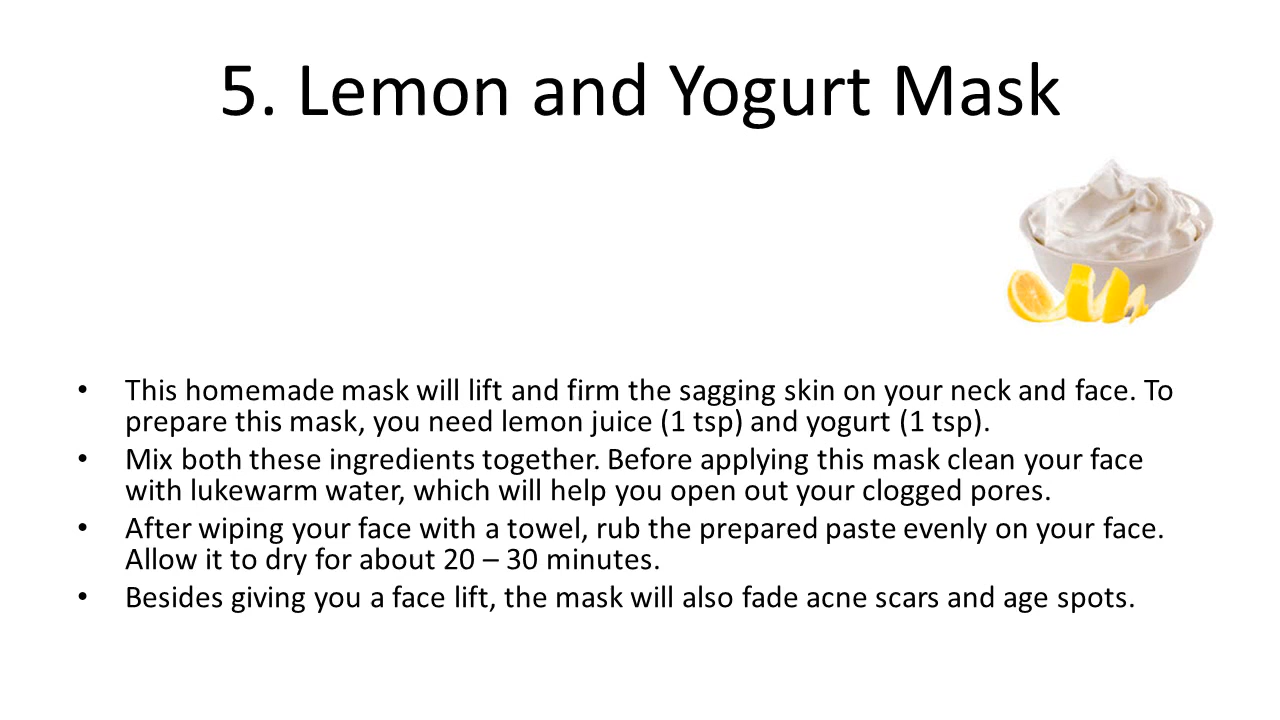 5. Lemon and Yogurt Mask
• This homemade mask will lift and firm the sagging skin on your neck and face. To
prepare this mask, you need lemon juice (1 tsp) and yogurt (1 tsp).
• Mix both these ingredients together. Before applying this mask clean your face
with lukewarm water, which will help you open out your clogged pores.
• After wiping your face with a towel, rub the prepared paste evenly on your face.
Allow it to dry for about 20 – 30 minutes.
• Besides giving you a face lift, the mask will also fade acne scars and age spots.